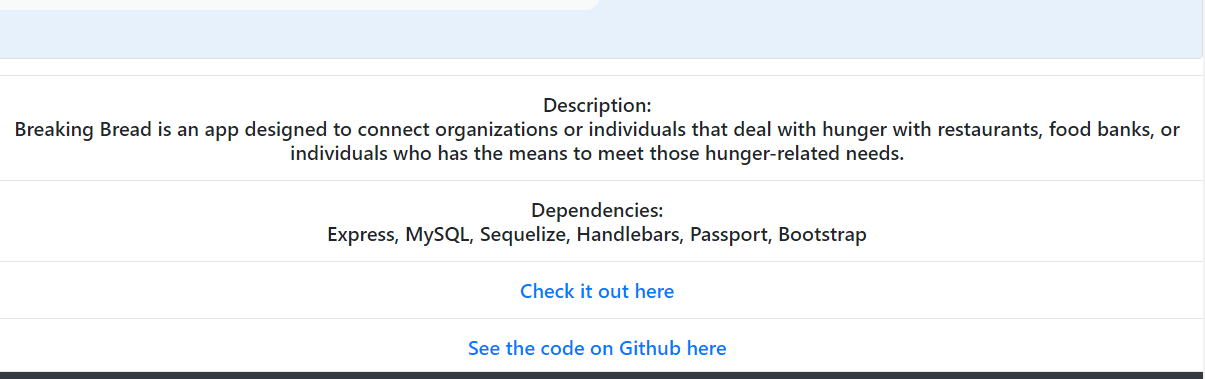 Description:
Breaking Bread is an app designed to connect organizations or individuals that deal with hunger with restaurants, food banks, or
individuals who has the means to meet those hunger-related needs.
Dependencies:
Express, MySQL, Sequelize, Handlebars, Passport, Bootstrap
Check it out here
See the code on Github here